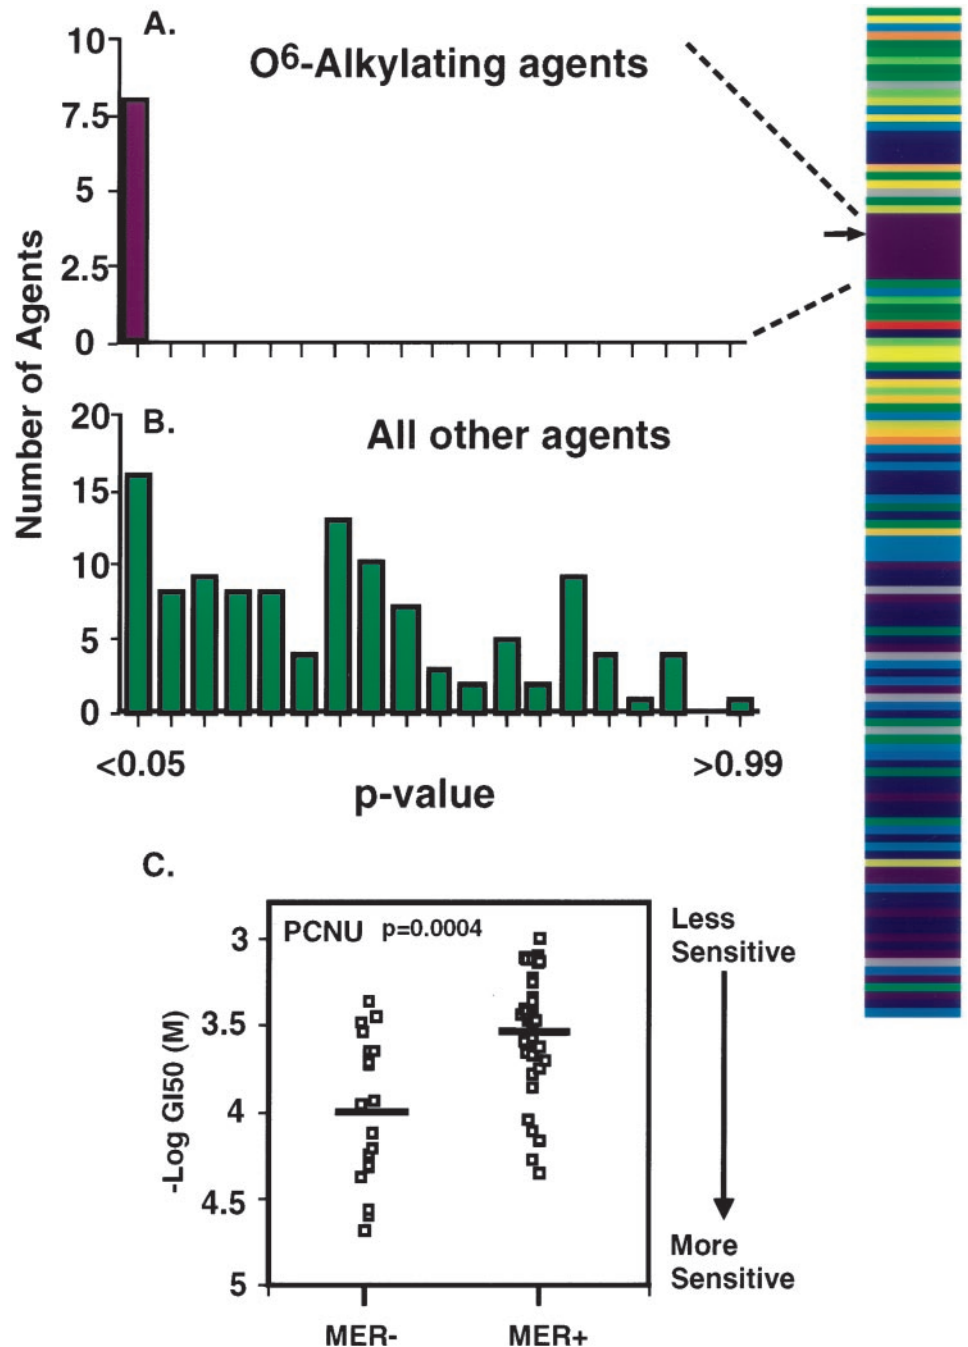 A.
O6-Alkylating agents
10
7.5
5
2.5
0
Number of Agents
B.
All other agents
20
15
10
5
0
<0.05
>0.99
p-value
C.
PCNU p=0.0004
3
3.5
4
4.5
5
-Log GI50 (M)
MER-
MER+
Less
Sensitive
More
Sensitive